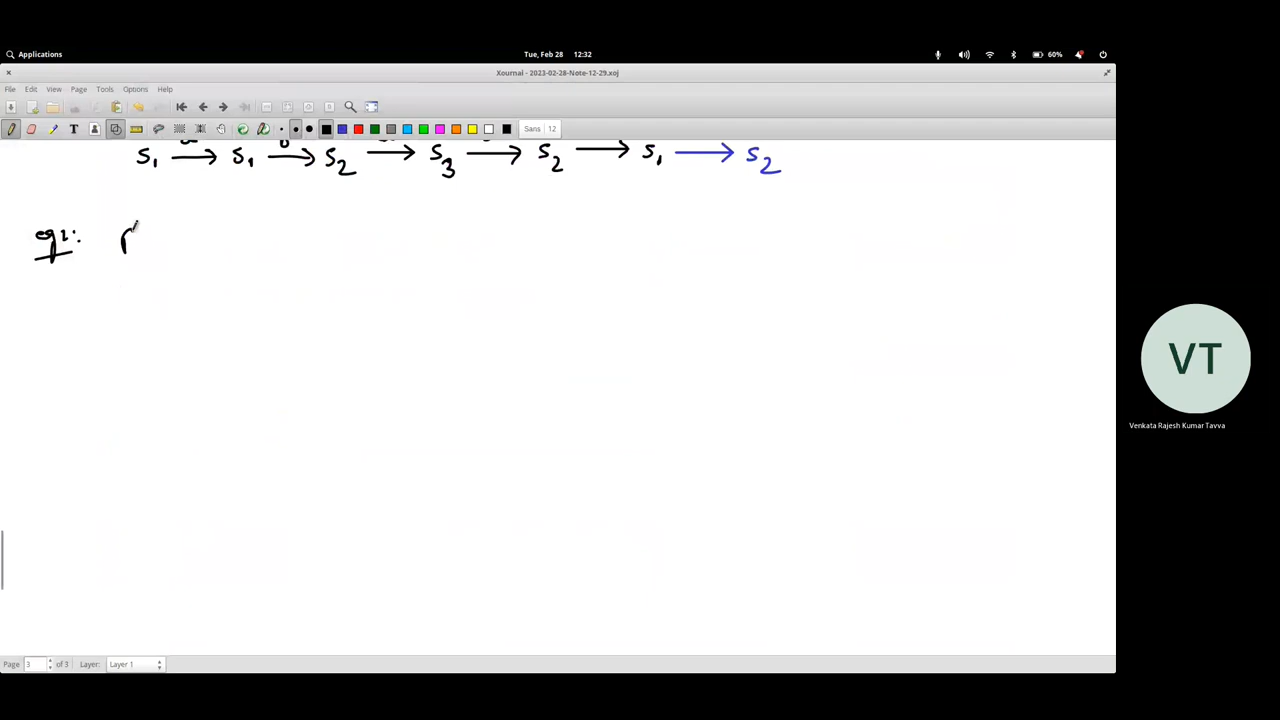 Applications Tue, Feb 28 12:32 60%
Xournal - 2023-02-28-Note-12-29.xoj
File Edit View Page Tools Options Help
Sans 12
S₁ → S₁ → S₂ → S₃ → S₂ → S₁ → S₂
eg2:
VT
Venkata Rajesh Kumar Tavva
Page 3 of 3 Layer: Layer 1